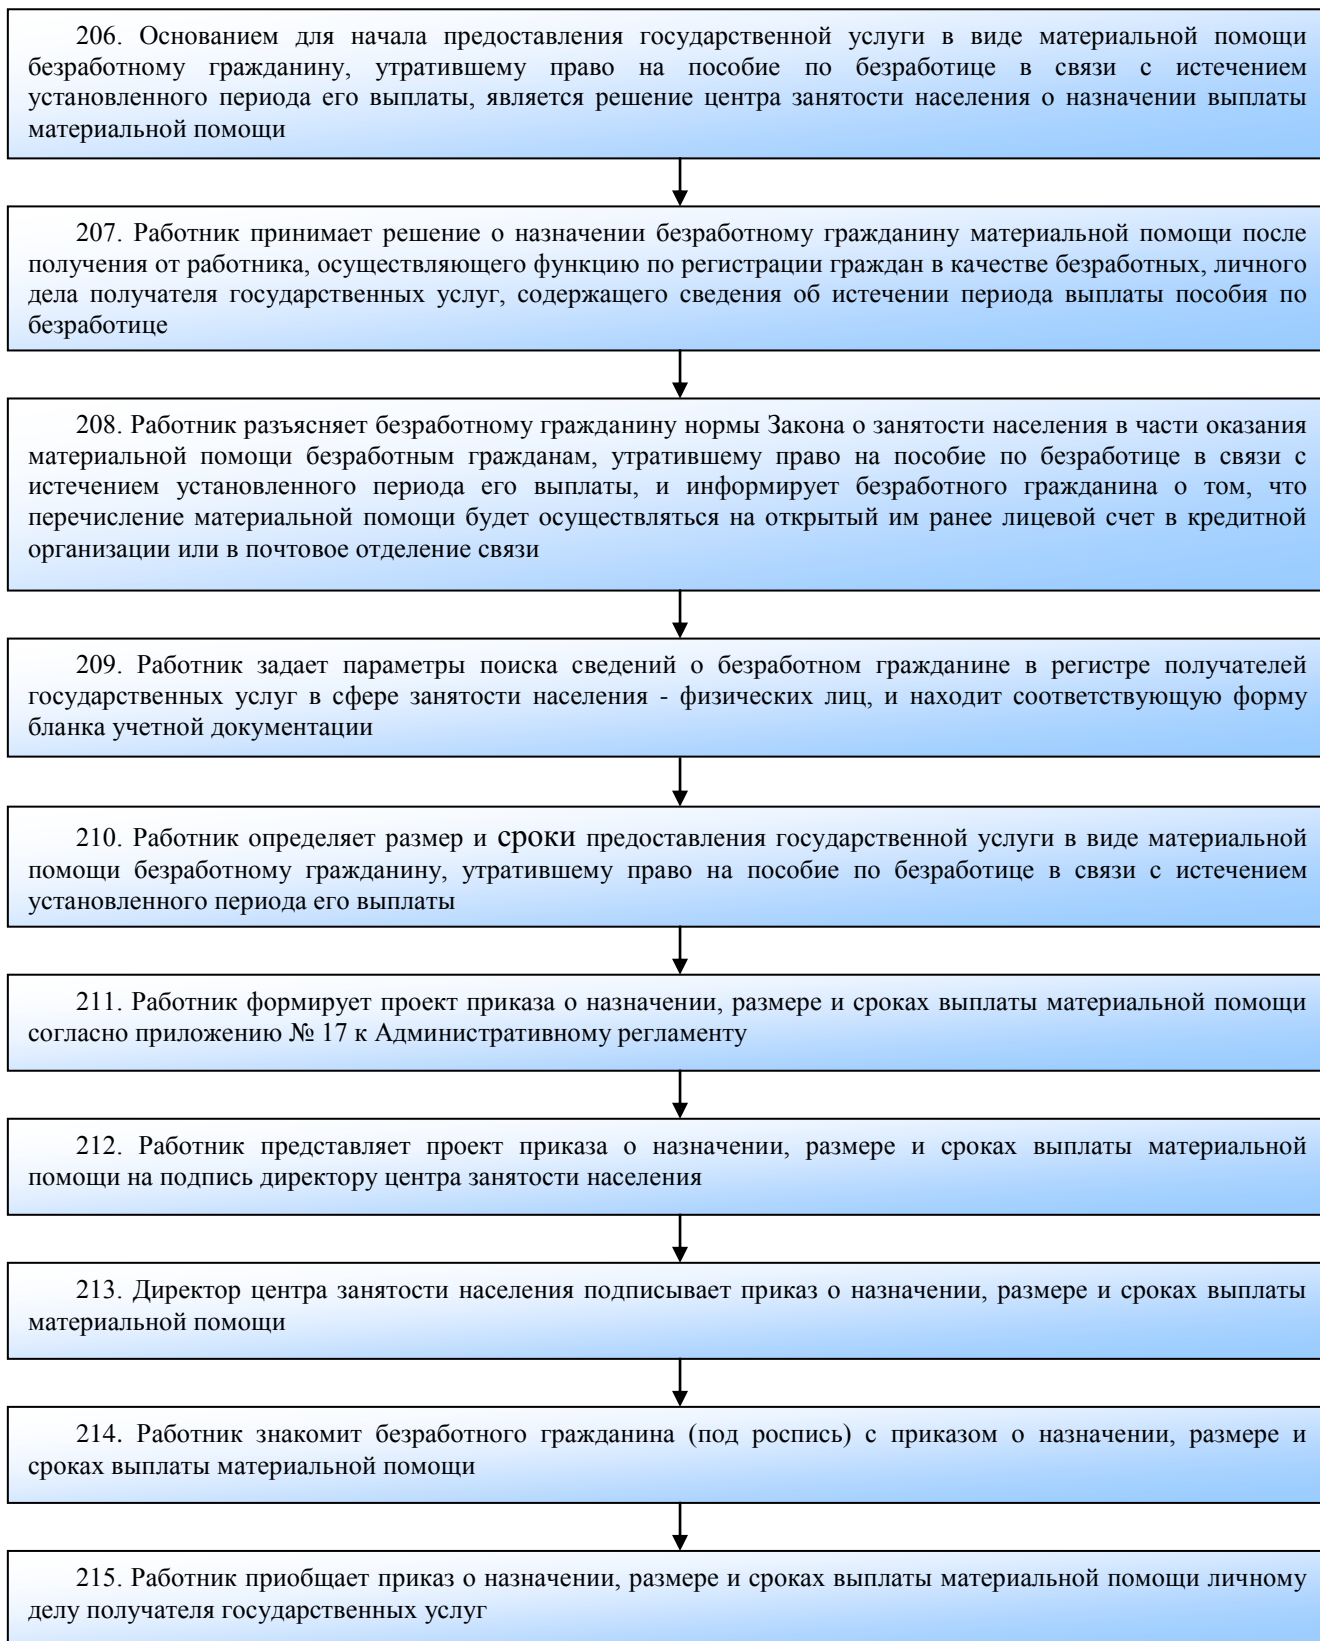 206. Основанием для начала предоставления государственной услуги в виде материальной помощи
безработному гражданину, утратившему право на пособие по безработице в связи с истечением
установленного периода его выплаты, является решение центра занятости населения о назначении выплаты
материальной помощи
207. Работник принимает решение о назначении безработному гражданину материальной помощи после
получения от работника, осуществляющего функцию по регистрации граждан в качестве безработных, личного
дела получателя государственных услуг, содержащего сведения об истечении периода выплаты пособия по
безработице
208. Работник разъясняет безработному гражданину нормы Закона о занятости населения в части оказания
материальной помощи безработным гражданам, утратившему право на пособие по безработице в связи с
истечением установленного периода его выплаты, и информирует безработного гражданина о том, что
перечисление материальной помощи будет осуществляться на открытый им ранее лицевой счет в кредитной
организации или в почтовое отделение связи
209. Работник задает параметры поиска сведений о безработном гражданине в регистре получателей
государственных услуг в сфере занятости населения - физических лиц, и находит соответствующую форму
бланка учетной документации
210. Работник определяет размер и сроки предоставления государственной услуги в виде материальной
помощи безработному гражданину, утратившему право на пособие по безработице в связи с истечением
установленного периода его выплаты
211. Работник формирует проект приказа о назначении, размере и сроках выплаты материальной помощи
согласно приложению № 17 к Административному регламенту
212. Работник представляет проект приказа о назначении, размере и сроках выплаты материальной
помощи на подпись директору центра занятости населения
213. Директор центра занятости населения подписывает приказ о назначении, размере и сроках выплаты
материальной помощи
214. Работник знакомит безработного гражданина (под роспись) с приказом о назначении, размере и
сроках выплаты материальной помощи
215. Работник приобщает приказ о назначении, размере и сроках выплаты материальной помощи личному
делу получателя государственных услуг